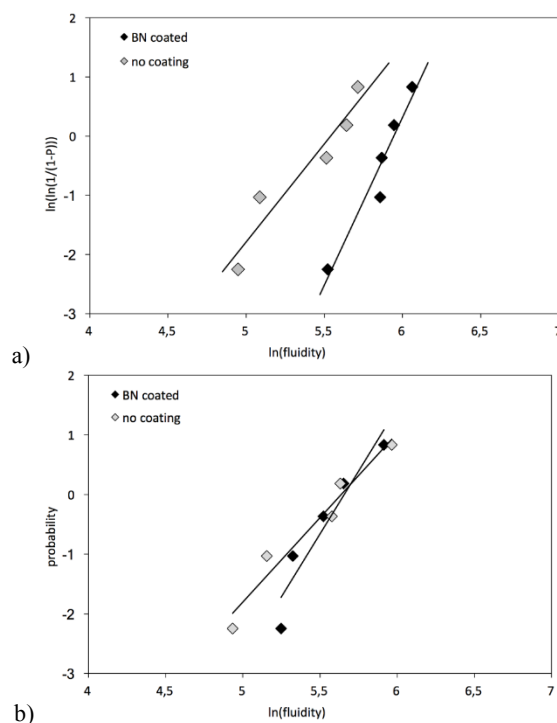 2
BN coated
no coating
1
0
-1
-2
-3
ln(ln(1/(1-P)))
4
4,5
5
5,5
6
6,5
7
ln(fluidity)
a)
2
BN coated
no coating
1
0
-1
-2
-3
probability
4
4,5
5
5,5
6
6,5
7
ln(fluidity)
b)